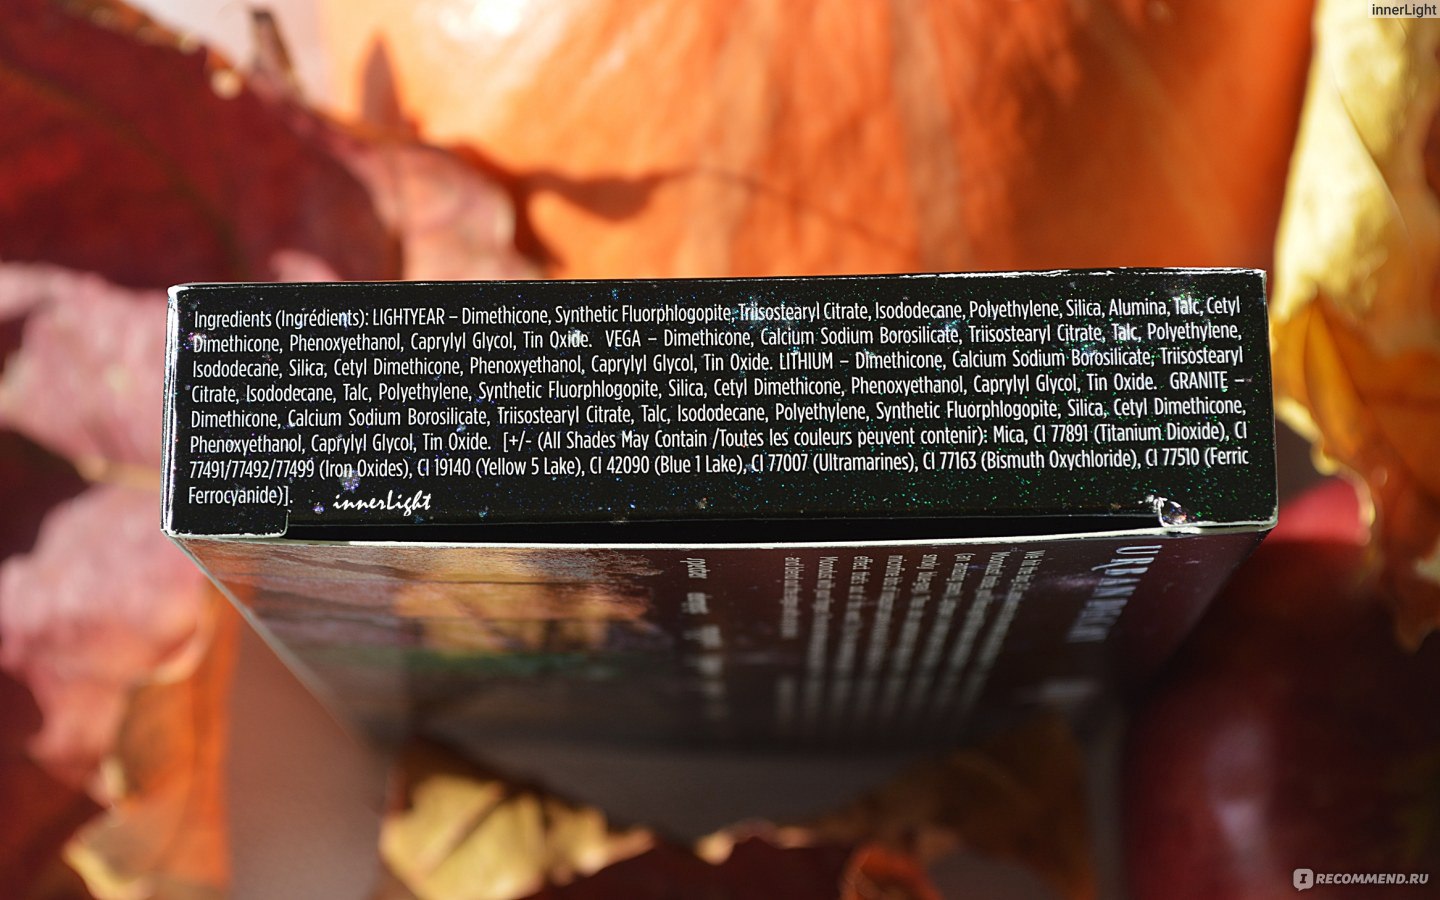 innerLight
Ingredients (Ingrédients): LIGHTYEAR – Dimethicone, Synthetic Fluorphlogopite, Triisostearyl Citrate, Isododecane, Polyethylene, Silica, Alumina, Talc, Cetyl
Dimethicone, Phenoxyethanol, Caprylyl Glycol, Tin Oxide. VEGA – Dimethicone, Calcium Sodium Borosilicate, Triisostearyl Citrate, Talc, Polyethylene,
Isododecane, Silica, Cetyl Dimethicone, Phenoxyethanol, Caprylyl Glycol, Tin Oxide. LITHIUM – Dimethicone, Calcium Sodium Borosilicate, Triisostearyl
Citrate, Isododecane, Talc, Polyethylene, Synthetic Fluorphlogopite, Silica, Cetyl Dimethicone, Phenoxyethanol, Caprylyl Glycol, Tin Oxide. GRANITE –
Dimethicone, Calcium Sodium Borosilicate, Triisostearyl Citrate, Talc, Isododecane, Polyethylene, Synthetic Fluorphlogopite, Silica, Cetyl Dimethicone,
Phenoxyethanol, Caprylyl Glycol, Tin Oxide. [+/- (All Shades May Contain /Toutes les couleurs peuvent contenir): Mica, CI 77891 (Titanium Dioxide), CI
77491/77492/77499 (Iron Oxides), CI 19140 (Yellow 5 Lake), CI 42090 (Blue 1 Lake), CI 77007 (Ultramarines), CI 77163 (Bismuth Oxychloride), CI 77510 (Ferric
Ferrocyanide)].
innerLight
URBAN DECAY
IRECOMMEND.RU